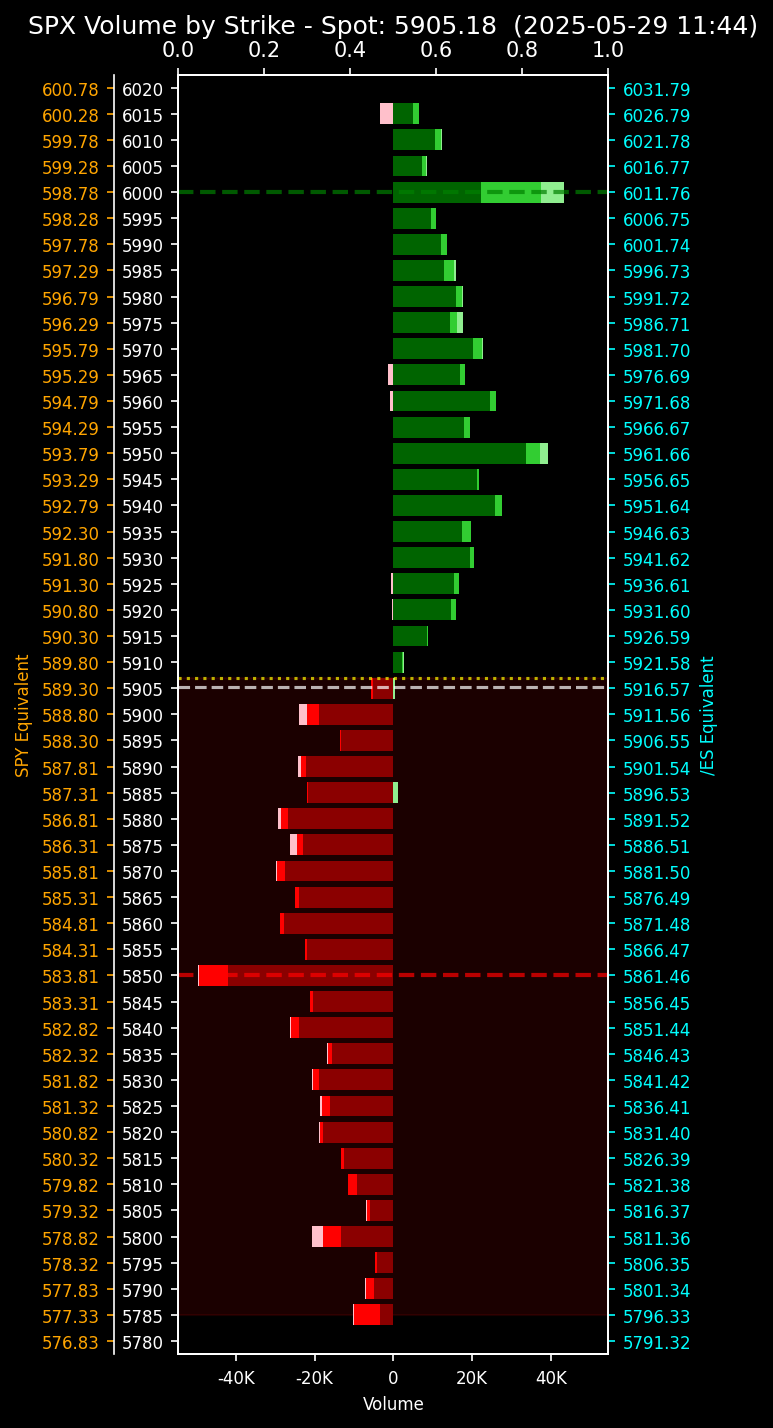 SPX Volume by Strike - Spot: 5905.18 (2025-05-29 11:44)
0.0 0.2 0.4 0.6 0.8 1.0
600.78 6020 6031.79
600.28 6015 6026.79
599.78 6010 6021.78
599.28 6005 6016.77
598.78 6000 6011.76
598.28 5995 6006.75
597.78 5990 6001.74
597.29 5985 5996.73
596.79 5980 5991.72
596.29 5975 5986.71
595.79 5970 5981.70
595.29 5965 5976.69
594.79 5960 5971.68
594.29 5955 5966.67
593.79 5950 5961.66
593.29 5945 5956.65
592.79 5940 5951.64
592.30 5935 5946.63
591.80 5930 5941.62
591.30 5925 5936.61
590.80 5920 5931.60
590.30 5915 5926.59
589.80 5910 5921.58
589.30 5905 5916.57
588.80 5900 5911.56
588.30 5895 5906.55
587.81 5890 5901.54
587.31 5885 5896.53
586.81 5880 5891.52
586.31 5875 5886.51
585.81 5870 5881.50
585.31 5865 5876.49
584.81 5860 5871.48
584.31 5855 5866.47
583.81 5850 5861.46
583.31 5845 5856.45
582.82 5840 5851.44
582.32 5835 5846.43
581.82 5830 5841.42
581.32 5825 5836.41
580.82 5820 5831.40
580.32 5815 5826.39
579.82 5810 5821.38
579.32 5805 5816.37
578.82 5800 5811.36
578.32 5795 5806.35
577.83 5790 5801.34
577.33 5785 5796.33
576.83 5780 5791.32
SPY Equivalent
/ES Equivalent
-40K -20K 0 20K 40K
Volume